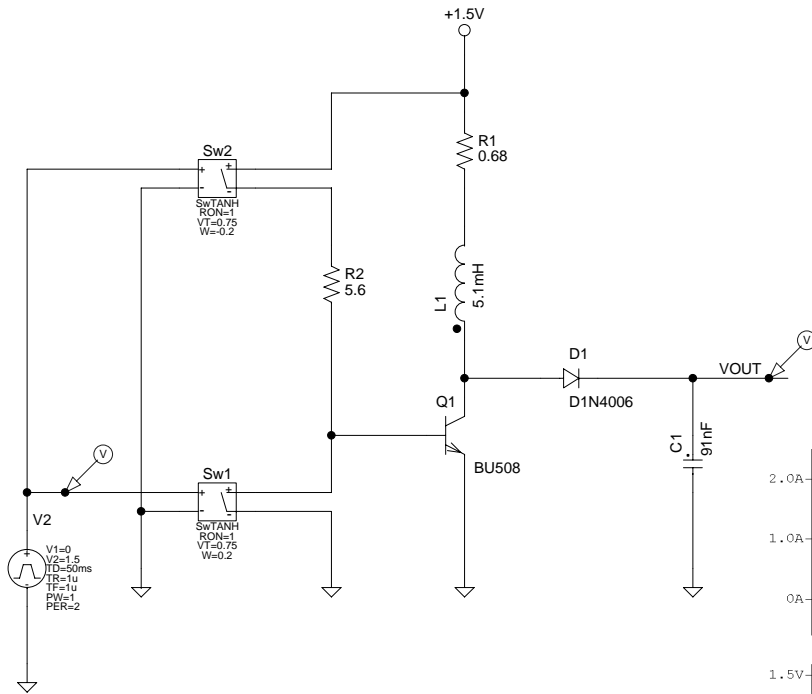 +1.5V
Sw2
+
+
-
-
SwTANH
RON=1
VT=0.75
W=-0.2
R1
0.68
R2
5.6
L1
5.1mH
D1
D1N4006
VOUT
V
Q1
BU508
C1
91nF
V
Sw1
+
+
-
-
SwTANH
RON=1
VT=0.75
W=0.2
V2
+
-
V1=0
V2=1.5
TD=50ms
TR=1u
TF=1u
PW=1
PER=2
2.0A
1.0A
0A
1.5V